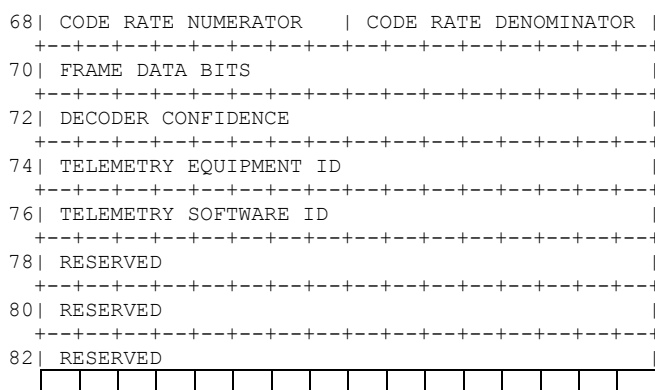 68| CODE RATE NUMERATOR   | CODE RATE DENOMINATOR |
+--+--+--+--+--+--+--+--+--+--+--+--+--+--+--+--+
70| FRAME DATA BITS                               |
+--+--+--+--+--+--+--+--+--+--+--+--+--+--+--+--+
72| DECODER CONFIDENCE                            |
+--+--+--+--+--+--+--+--+--+--+--+--+--+--+--+--+
74| TELEMETRY EQUIPMENT ID                        |
+--+--+--+--+--+--+--+--+--+--+--+--+--+--+--+--+
76| TELEMETRY SOFTWARE ID                         |
+--+--+--+--+--+--+--+--+--+--+--+--+--+--+--+--+
78| RESERVED                                      |
+--+--+--+--+--+--+--+--+--+--+--+--+--+--+--+--+
80| RESERVED                                      |
+--+--+--+--+--+--+--+--+--+--+--+--+--+--+--+--+
82| RESERVED                                      |